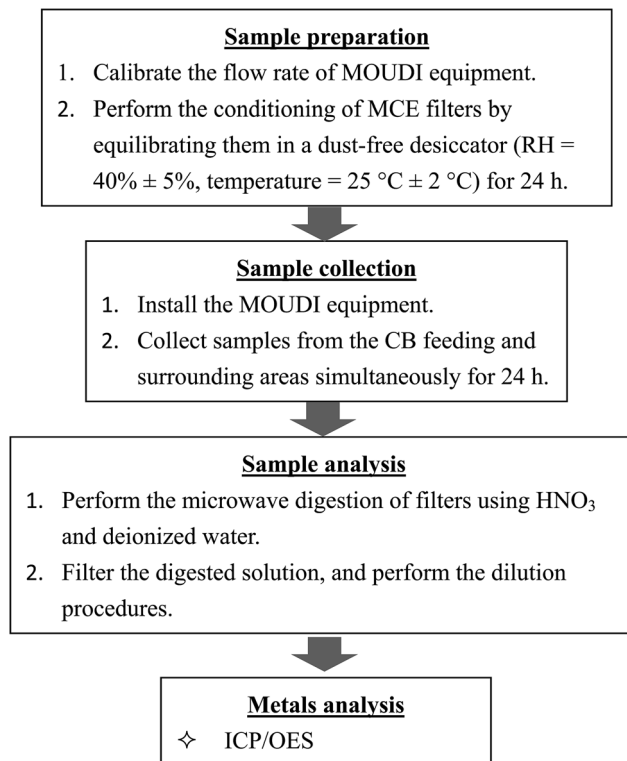 Sample preparation
1. Calibrate the flow rate of MOUDI equipment.
2. Perform the conditioning of MCE filters by
equilibrating them in a dust-free desiccator (RH =
40% ± 5%, temperature = 25 °C ± 2 °C) for 24 h.
Sample collection
1. Install the MOUDI equipment.
2. Collect samples from the CB feeding and
surrounding areas simultaneously for 24 h.
Sample analysis
1. Perform the microwave digestion of filters using HNO₃
and deionized water.
2. Filter the digested solution, and perform the dilution
procedures.
Metals analysis
✧ ICP/OES